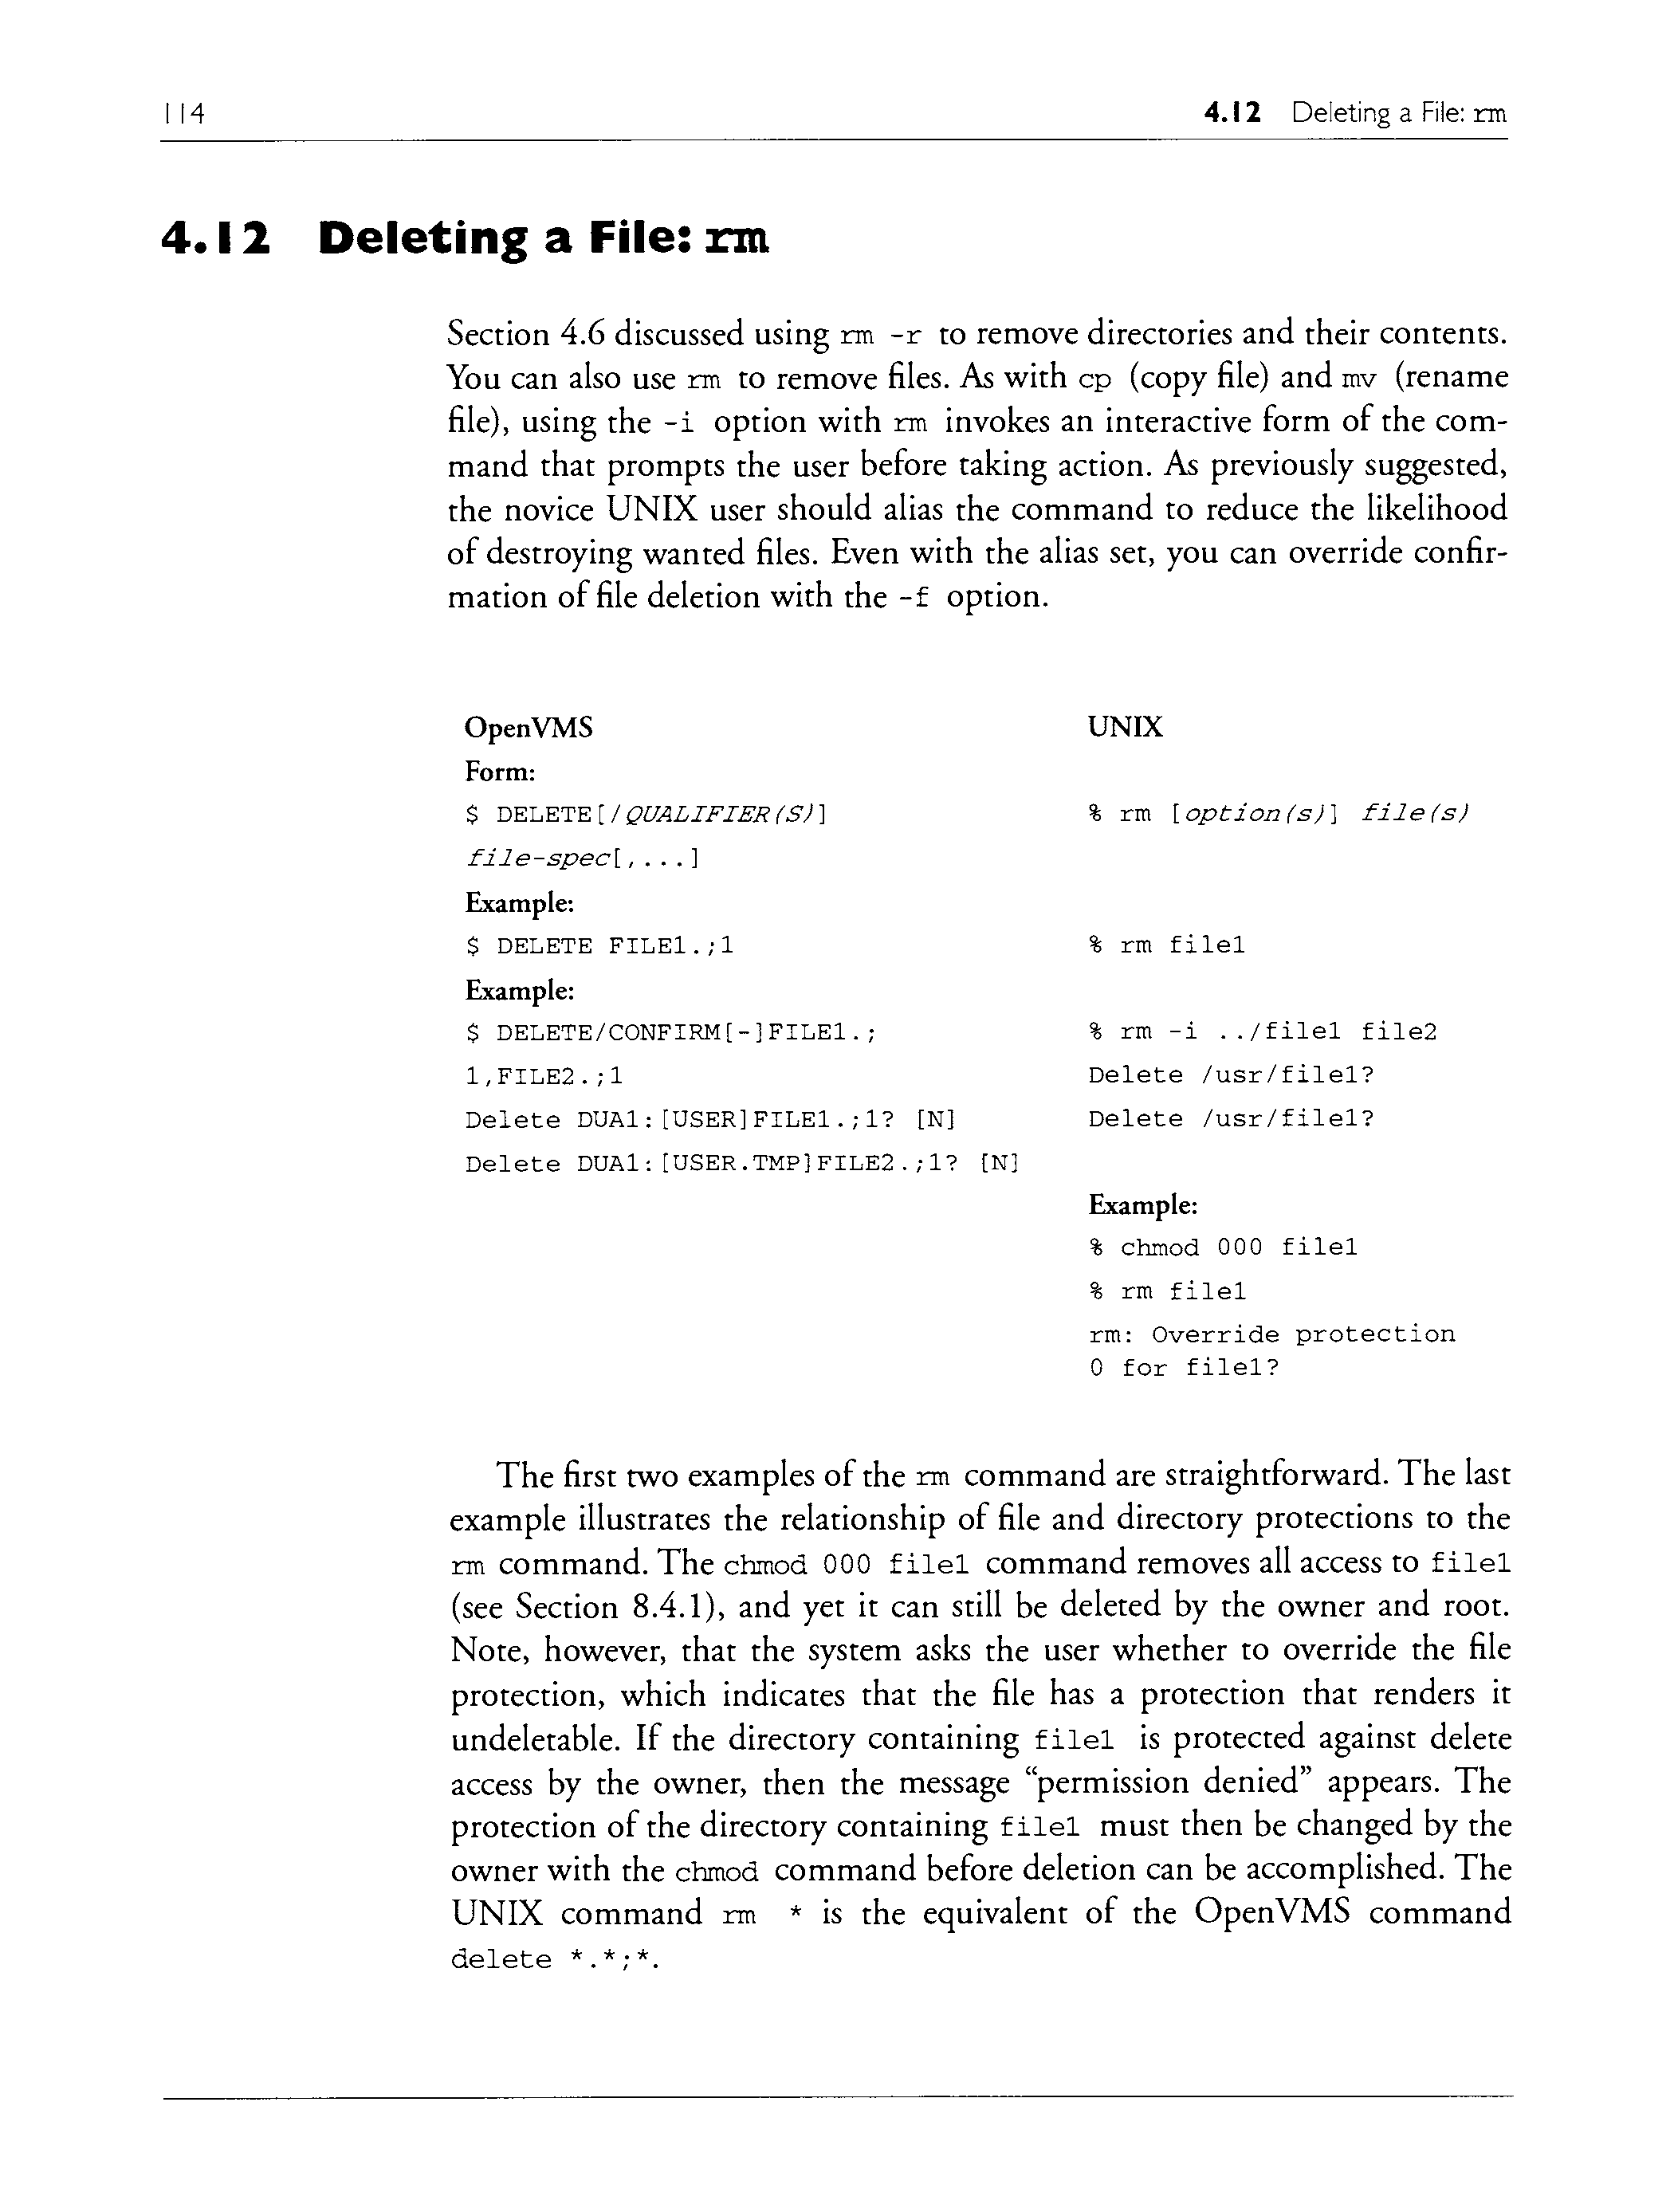 114
4.12 Deleting a File: rm
4.12 Deleting a File: rm
Section 4.6 discussed using rm -r to remove directories and their contents.
You can also use rm to remove files. As with cp (copy file) and mv (rename
file), using the -i option with rm invokes an interactive form of the com-
mand that prompts the user before taking action. As previously suggested,
the novice UNIX user should alias the command to reduce the likelihood
of destroying wanted files. Even with the alias set, you can override confir-
mation of file deletion with the -f option.
OpenVMS UNIX
Form:
$ DELETE[/QUALIFIER(S)] % rm [option(s)] file(s)
file-spec[,...]
Example:
$ DELETE FILE1.;1 % rm file1
Example:
$ DELETE/CONFIRM[-]FILE1.; % rm -i ../file1 file2
1,FILE2.;1 Delete /usr/file1?
Delete DUA1:[USER]FILE1.;1? [N] Delete /usr/file1?
Delete DUA1:[USER.TMP]FILE2.;1? [N]
Example:
% chmod 000 file1
% rm file1
rm: Override protection
0 for file1?
The first two examples of the rm command are straightforward. The last
example illustrates the relationship of file and directory protections to the
rm command. The chmod 000 file1 command removes all access to file1
(see Section 8.4.1), and yet it can still be deleted by the owner and root.
Note, however, that the system asks the user whether to override the file
protection, which indicates that the file has a protection that renders it
undeletable. If the directory containing file1 is protected against delete
access by the owner, then the message “permission denied” appears. The
protection of the directory containing file1 must then be changed by the
owner with the chmod command before deletion can be accomplished. The
UNIX command rm * is the equivalent of the OpenVMS command
delete *.*;*.